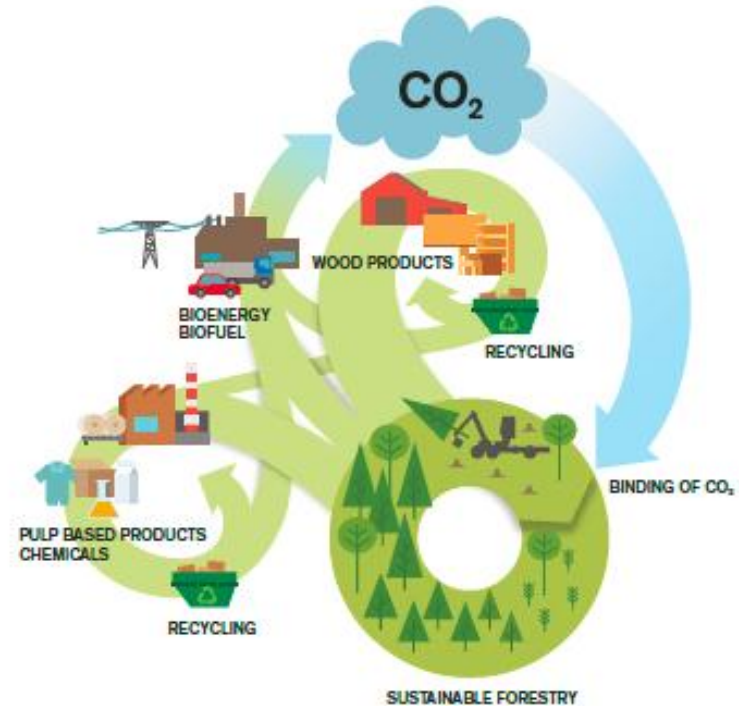 CO₂
WOOD PRODUCTS
BIOENERGY
BIOFUEL
RECYCLING
BINDING OF CO₂
PULP BASED PRODUCTS
CHEMICALS
RECYCLING
SUSTAINABLE FORESTRY